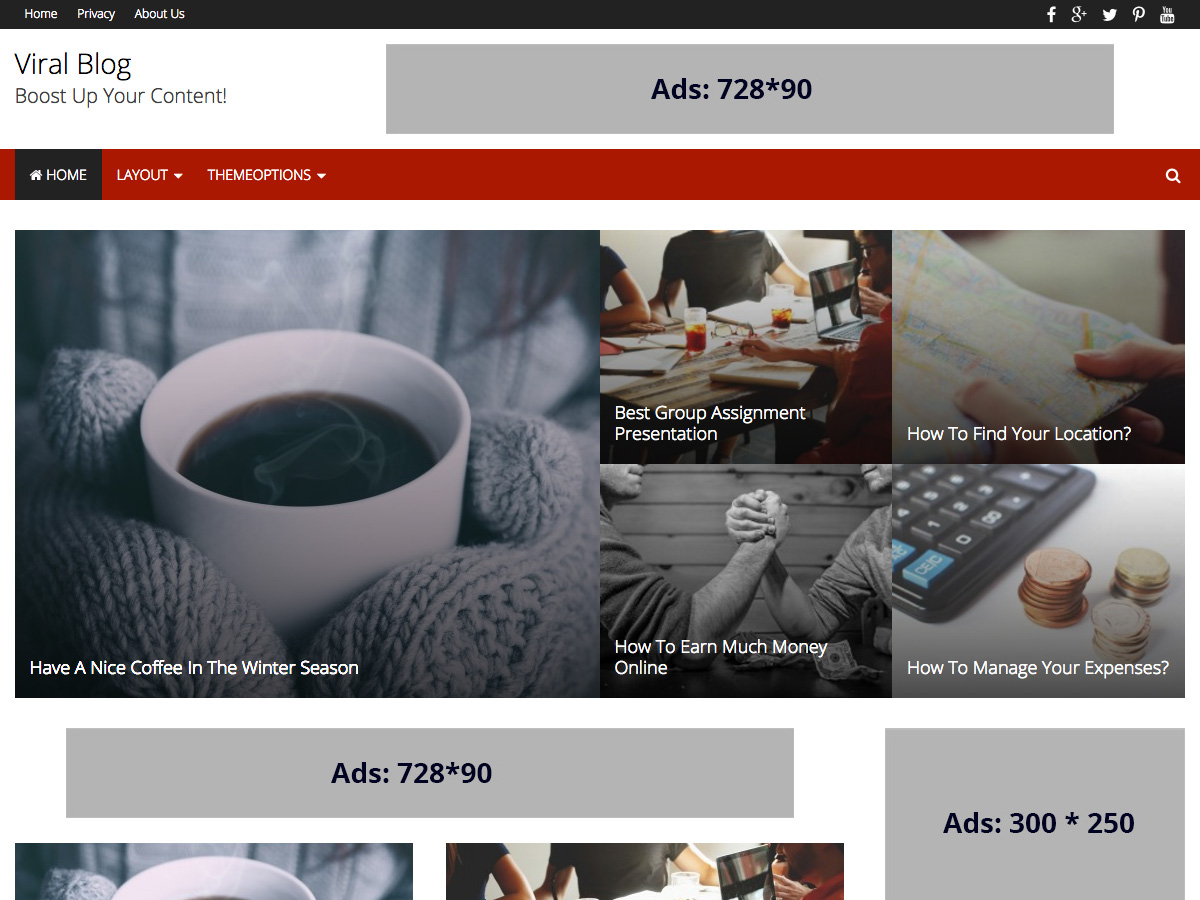 Home Privacy About Us
Viral Blog
Boost Up Your Content!
Ads: 728*90
HOME LAYOUT THEMEOPTIONS
Best Group Assignment
Presentation
How To Find Your Location?
Have A Nice Coffee In The Winter Season
How To Earn Much Money
Online
How To Manage Your Expenses?
Ads: 728*90
Ads: 300 * 250